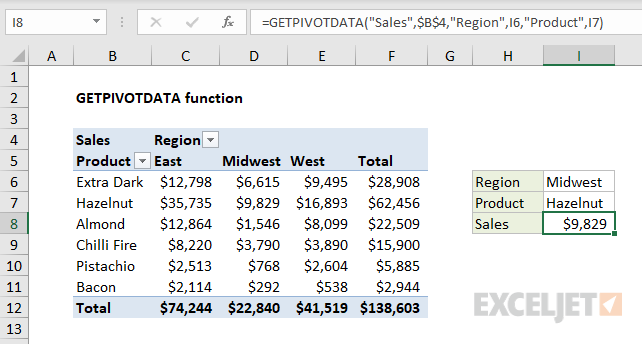 I8 fx =GETPIVOTDATA("Sales",$B$4,"Region",I6,"Product",I7)
A B C D E F G H I
1
2 GETPIVOTDATA function
3
4 Sales Region
5 Product East Midwest West Total
6 Extra Dark $12,798 $6,615 $9,495 $28,908 Region Midwest
7 Hazelnut $35,735 $9,829 $16,893 $62,456 Product Hazelnut
8 Almond $12,864 $1,546 $8,099 $22,509 Sales $9,829
9 Chilli Fire $8,220 $3,790 $3,890 $15,900
10 Pistachio $2,513 $768 $2,604 $5,885
11 Bacon $2,114 $292 $538 $2,944
12 Total $74,244 $22,840 $41,519 $138,603 EXCELJET
13